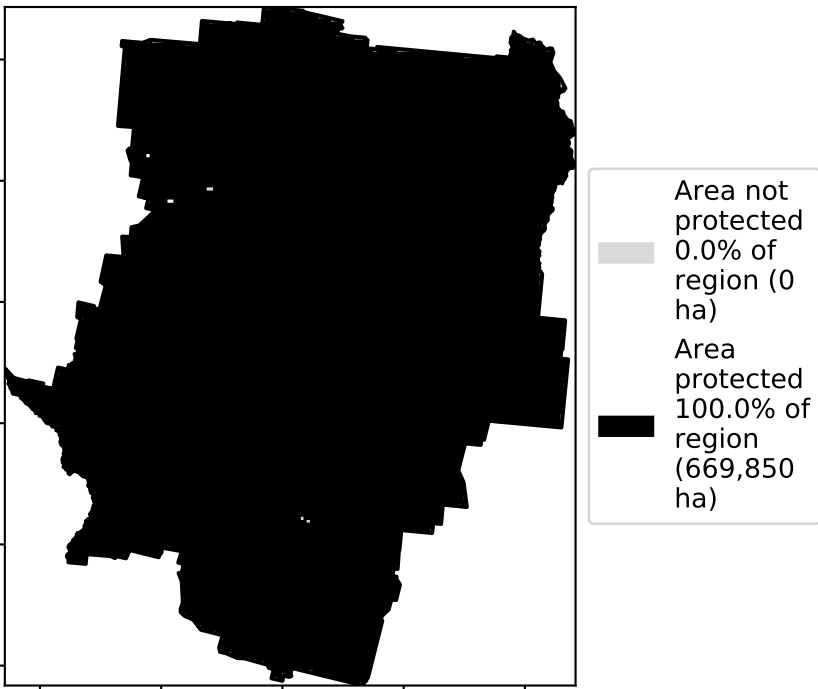 Area not
protected
0.0% of
region (0
ha)
Area
protected
100.0% of
region
(669,850
ha)